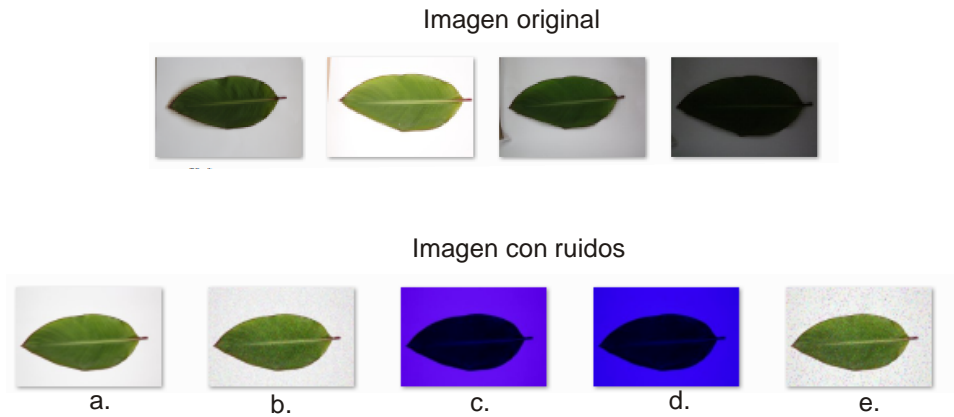 Imagen original
Imagen con ruidos
a. b. c. d. e.